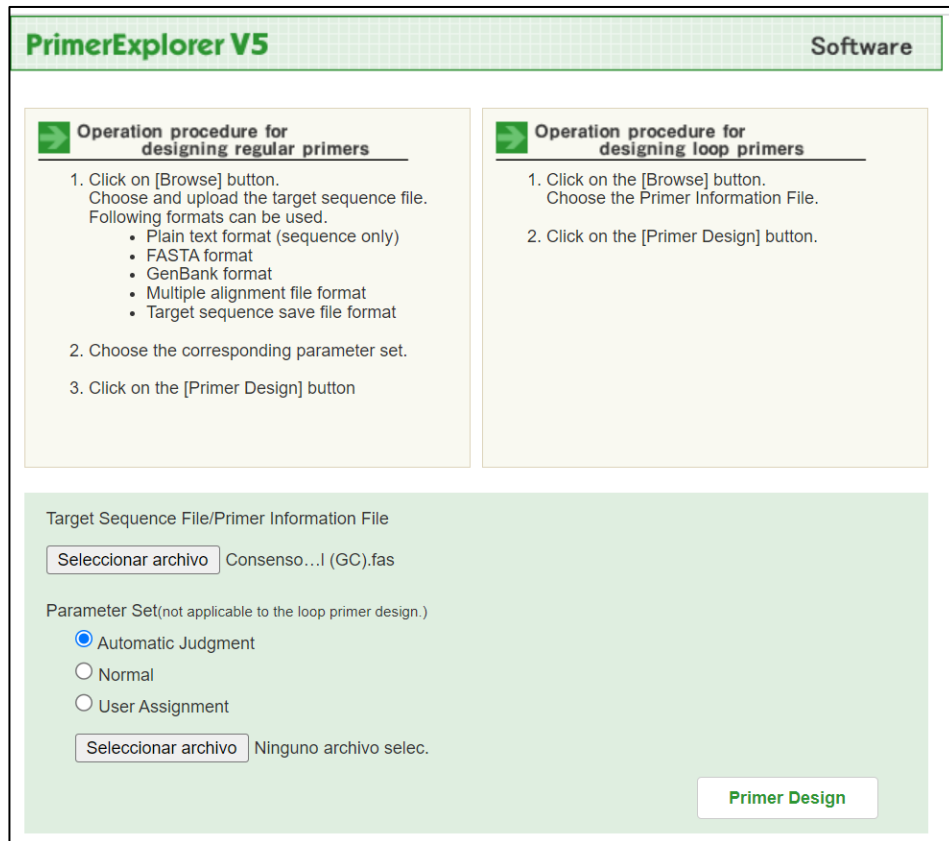 PrimerExplorer V5
Software
Operation procedure for
designing regular primers
1. Click on [Browse] button.
Choose and upload the target sequence file.
Following formats can be used.
• Plain text format (sequence only)
• FASTA format
• GenBank format
• Multiple alignment file format
• Target sequence save file format
2. Choose the corresponding parameter set.
3. Click on the [Primer Design] button
Operation procedure for
designing loop primers
1. Click on the [Browse] button.
Choose the Primer Information File.
2. Click on the [Primer Design] button.
Target Sequence File/Primer Information File
Seleccionar archivo Consenso…l (GC).fas
Parameter Set(not applicable to the loop primer design.)
Automatic Judgment
Normal
User Assignment
Seleccionar archivo Ninguno archivo selec.
Primer Design